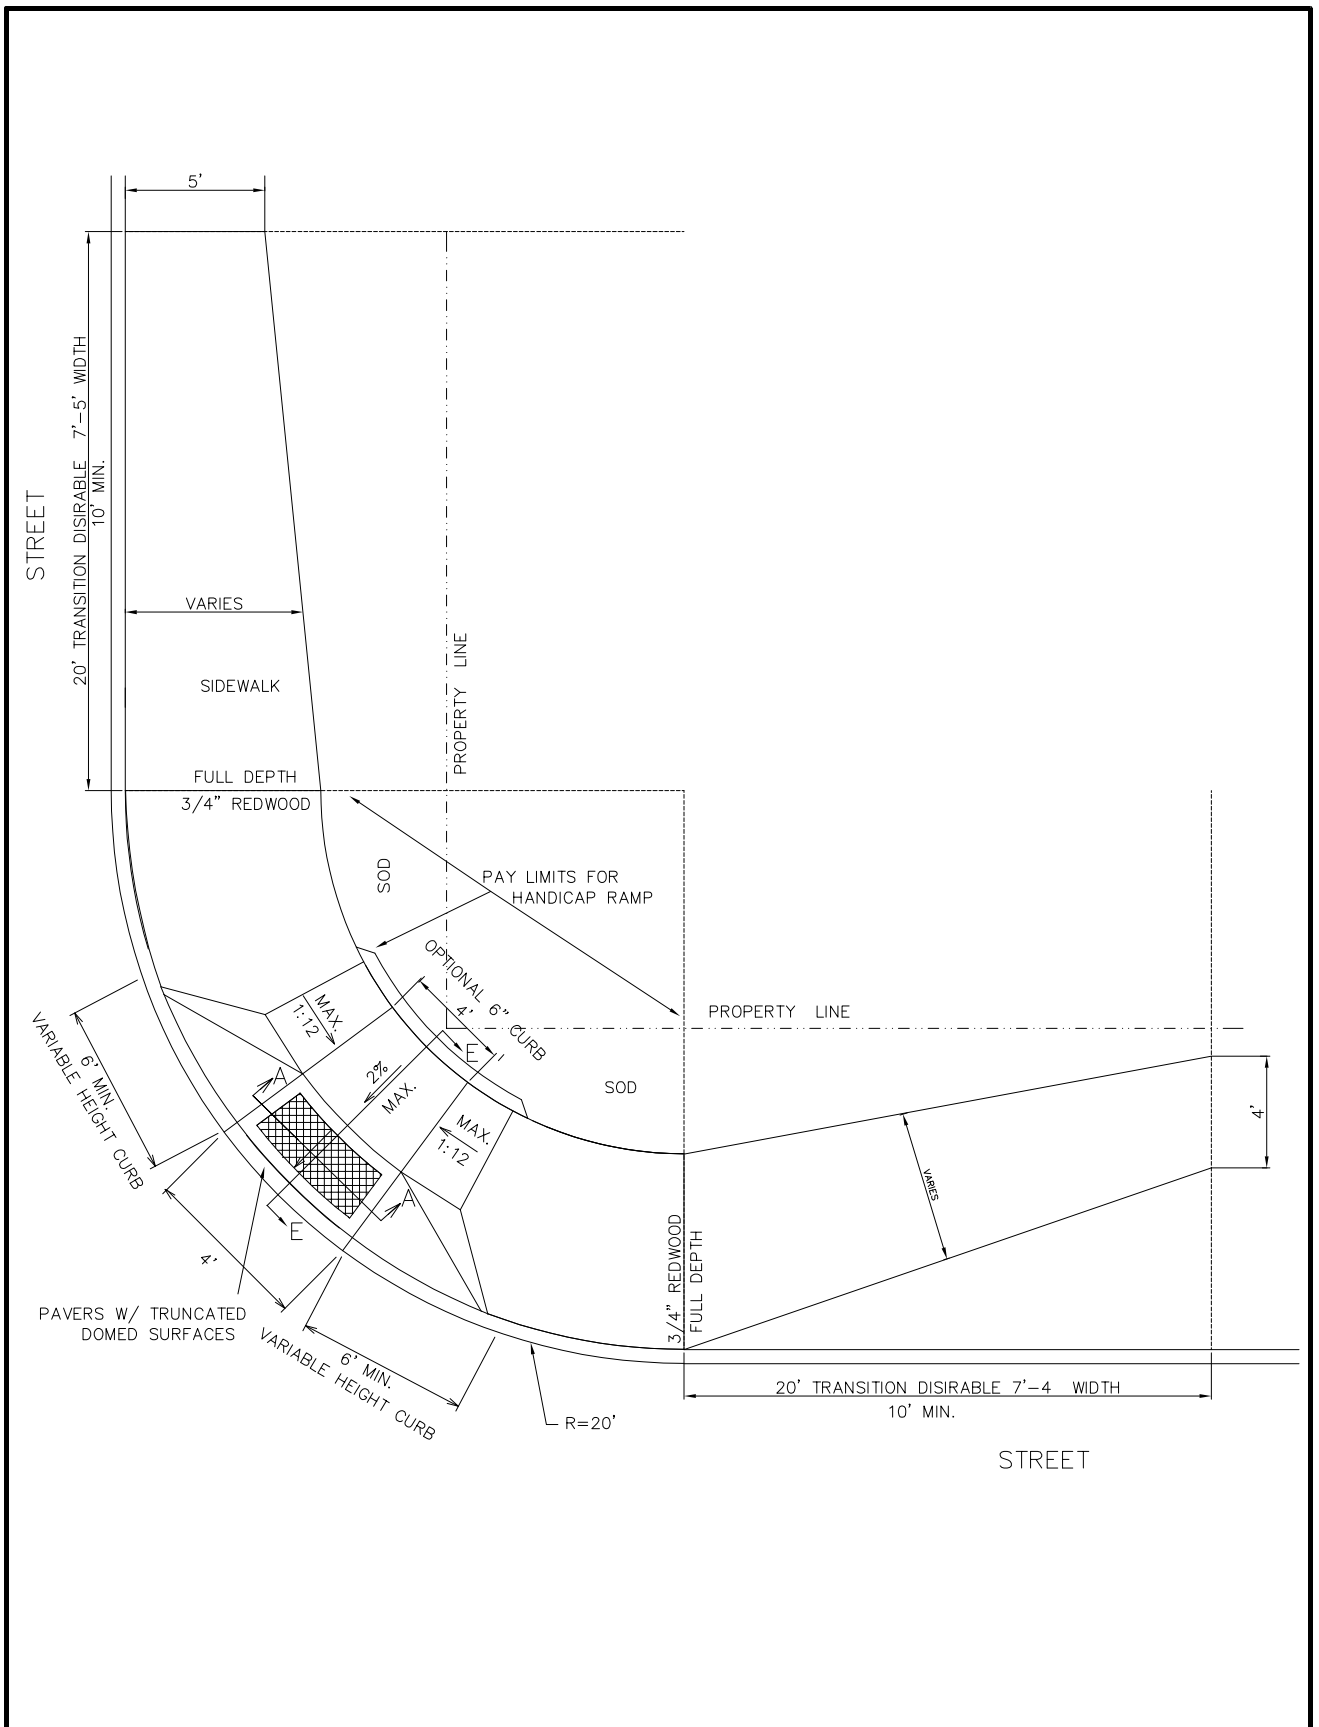 5'
20' TRANSITION DISIRABLE 7'-5' WIDTH
10' MIN.
STREET
VARIES
SIDEWALK
PROPERTY LINE
FULL DEPTH
3/4" REDWOOD
SOD
PAY LIMITS FOR
HANDICAP RAMP
OPTIONAL 6" CURB
4'
MAX.
1:12
E
PROPERTY LINE
SOD
6' MIN.
VARIABLE HEIGHT CURB
A
2%
MAX.
MAX.
1:12
4'
VARIES
A
E
4'
3/4" REDWOOD
FULL DEPTH
PAVERS W/ TRUNCATED
DOMED SURFACES
6' MIN.
VARIABLE HEIGHT CURB
R=20'
20' TRANSITION DISIRABLE 7'-4 WIDTH
10' MIN.
STREET